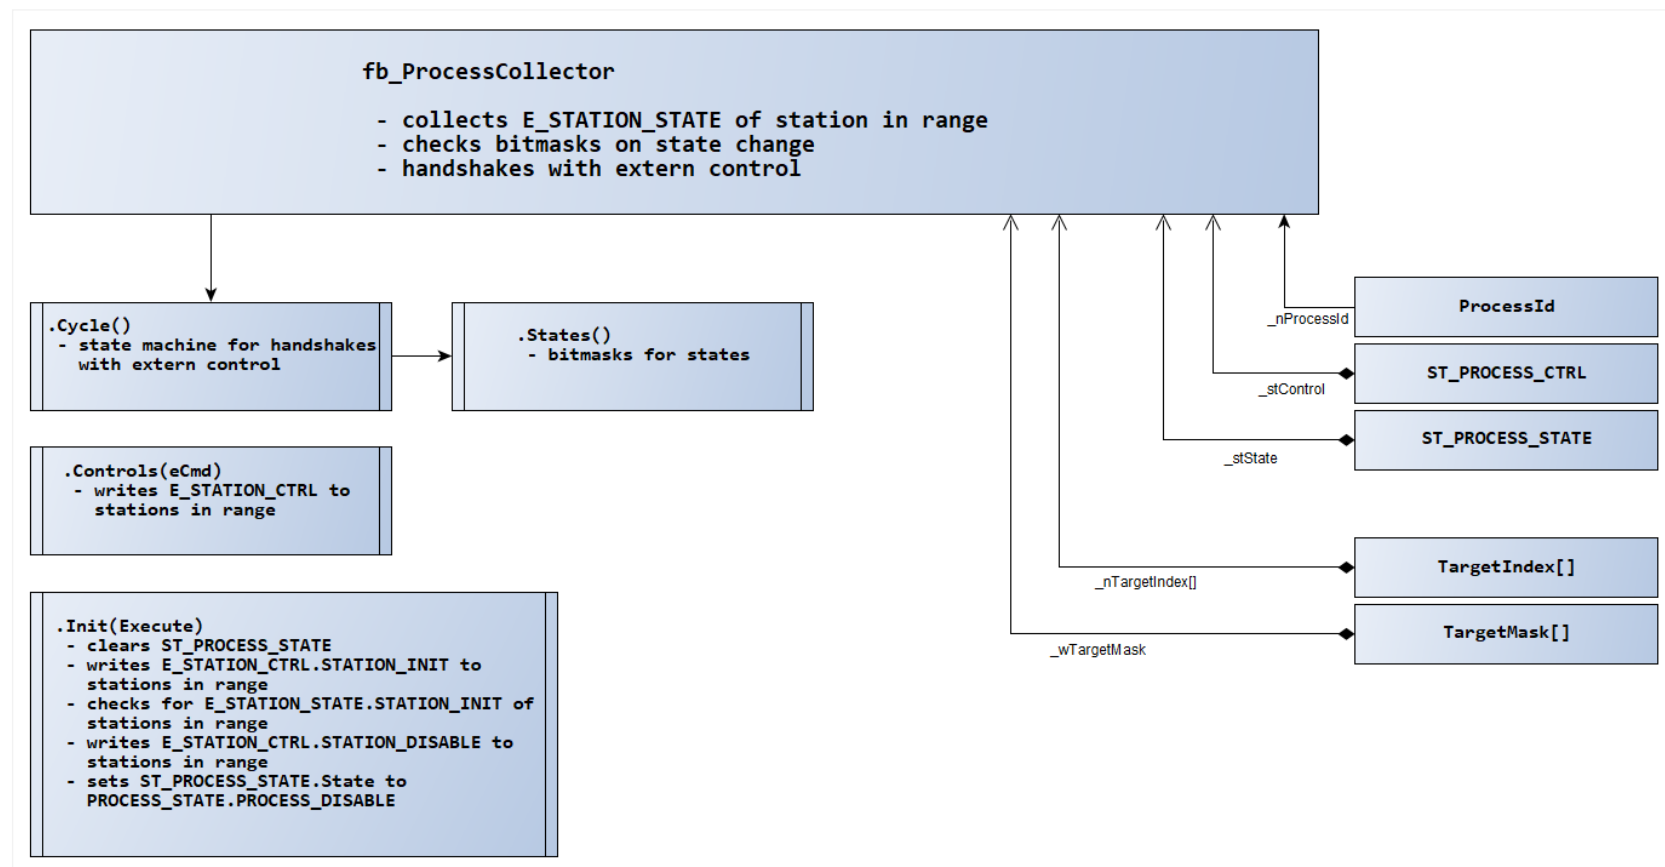 fb_ProcessCollector
- collects E_STATION_STATE of station in range
- checks bitmasks on state change
- handshakes with extern control
.Cycle()
- state machine for handshakes
with extern control
.States()
- bitmasks for states
.Controls(eCmd)
- writes E_STATION_CTRL to
stations in range
.Init(Execute)
- clears ST_PROCESS_STATE
- writes E_STATION_CTRL.STATION_INIT to
stations in range
- checks for E_STATION_STATE.STATION_INIT of
stations in range
- writes E_STATION_CTRL.STATION_DISABLE to
stations in range
- sets ST_PROCESS_STATE.State to
PROCESS_STATE.PROCESS_DISABLE
ProcessId
_nProcessId
ST_PROCESS_CTRL
_stControl
ST_PROCESS_STATE
_stState
TargetIndex[]
_nTargetIndex[]
TargetMask[]
_wTargetMask